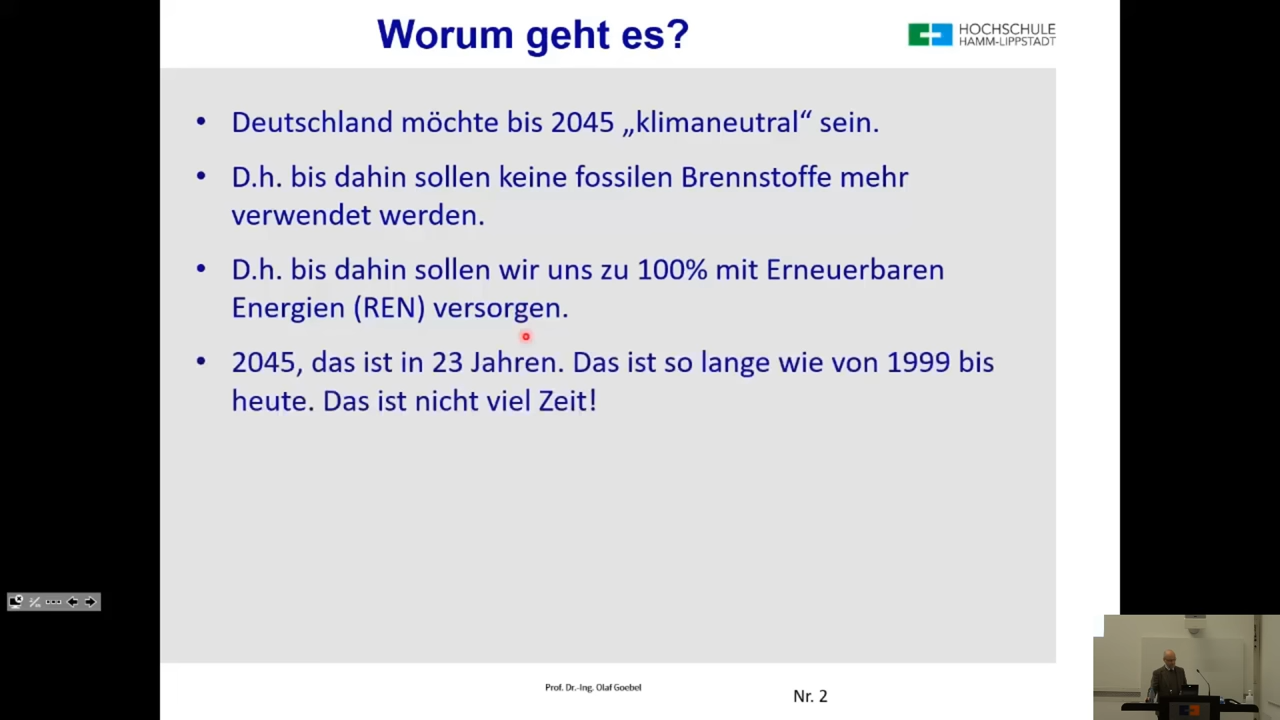 Worum geht es?
HOCHSCHULE
HAMM-LIPPSTADT
• Deutschland möchte bis 2045 „klimaneutral“ sein.
• D.h. bis dahin sollen keine fossilen Brennstoffe mehr
verwendet werden.
• D.h. bis dahin sollen wir uns zu 100% mit Erneuerbaren
Energien (REN) versorgen.
• 2045, das ist in 23 Jahren. Das ist so lange wie von 1999 bis
heute. Das ist nicht viel Zeit!
Prof. Dr.-Ing. Olaf Goebel
Nr. 2